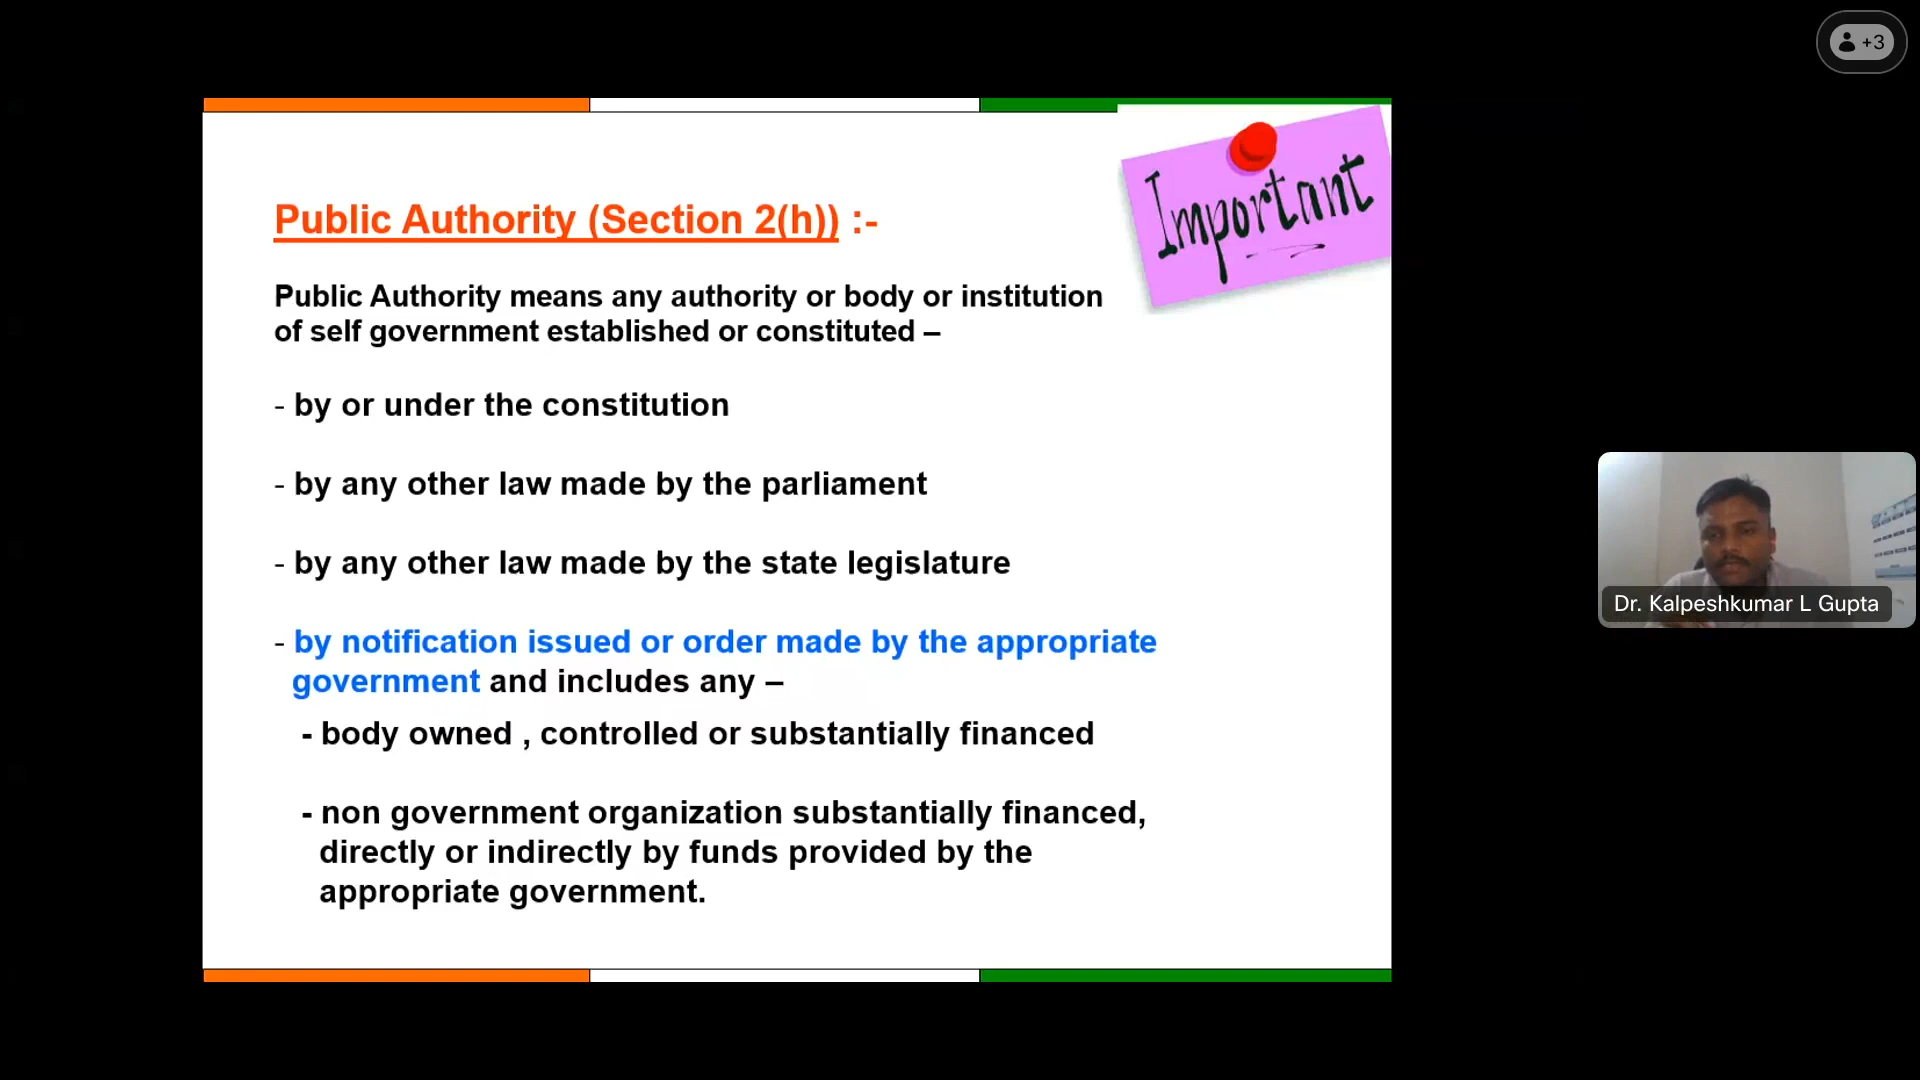 +3
Important
Public Authority (Section 2(h)) :-
Public Authority means any authority or body or institution
of self government established or constituted –
- by or under the constitution
- by any other law made by the parliament
- by any other law made by the state legislature
- by notification issued or order made by the appropriate
government and includes any –
- body owned , controlled or substantially financed
- non government organization substantially financed,
directly or indirectly by funds provided by the
appropriate government.
Dr. Kalpeshkumar L Gupta